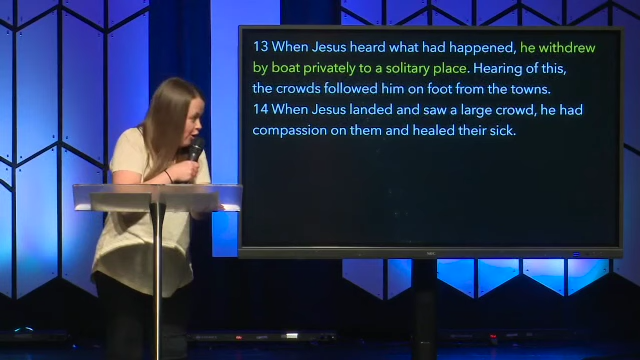 13 When Jesus heard what had happened, he withdrew
by boat privately to a solitary place. Hearing of this,
the crowds followed him on foot from the towns.
14 When Jesus landed and saw a large crowd, he had
compassion on them and healed their sick.